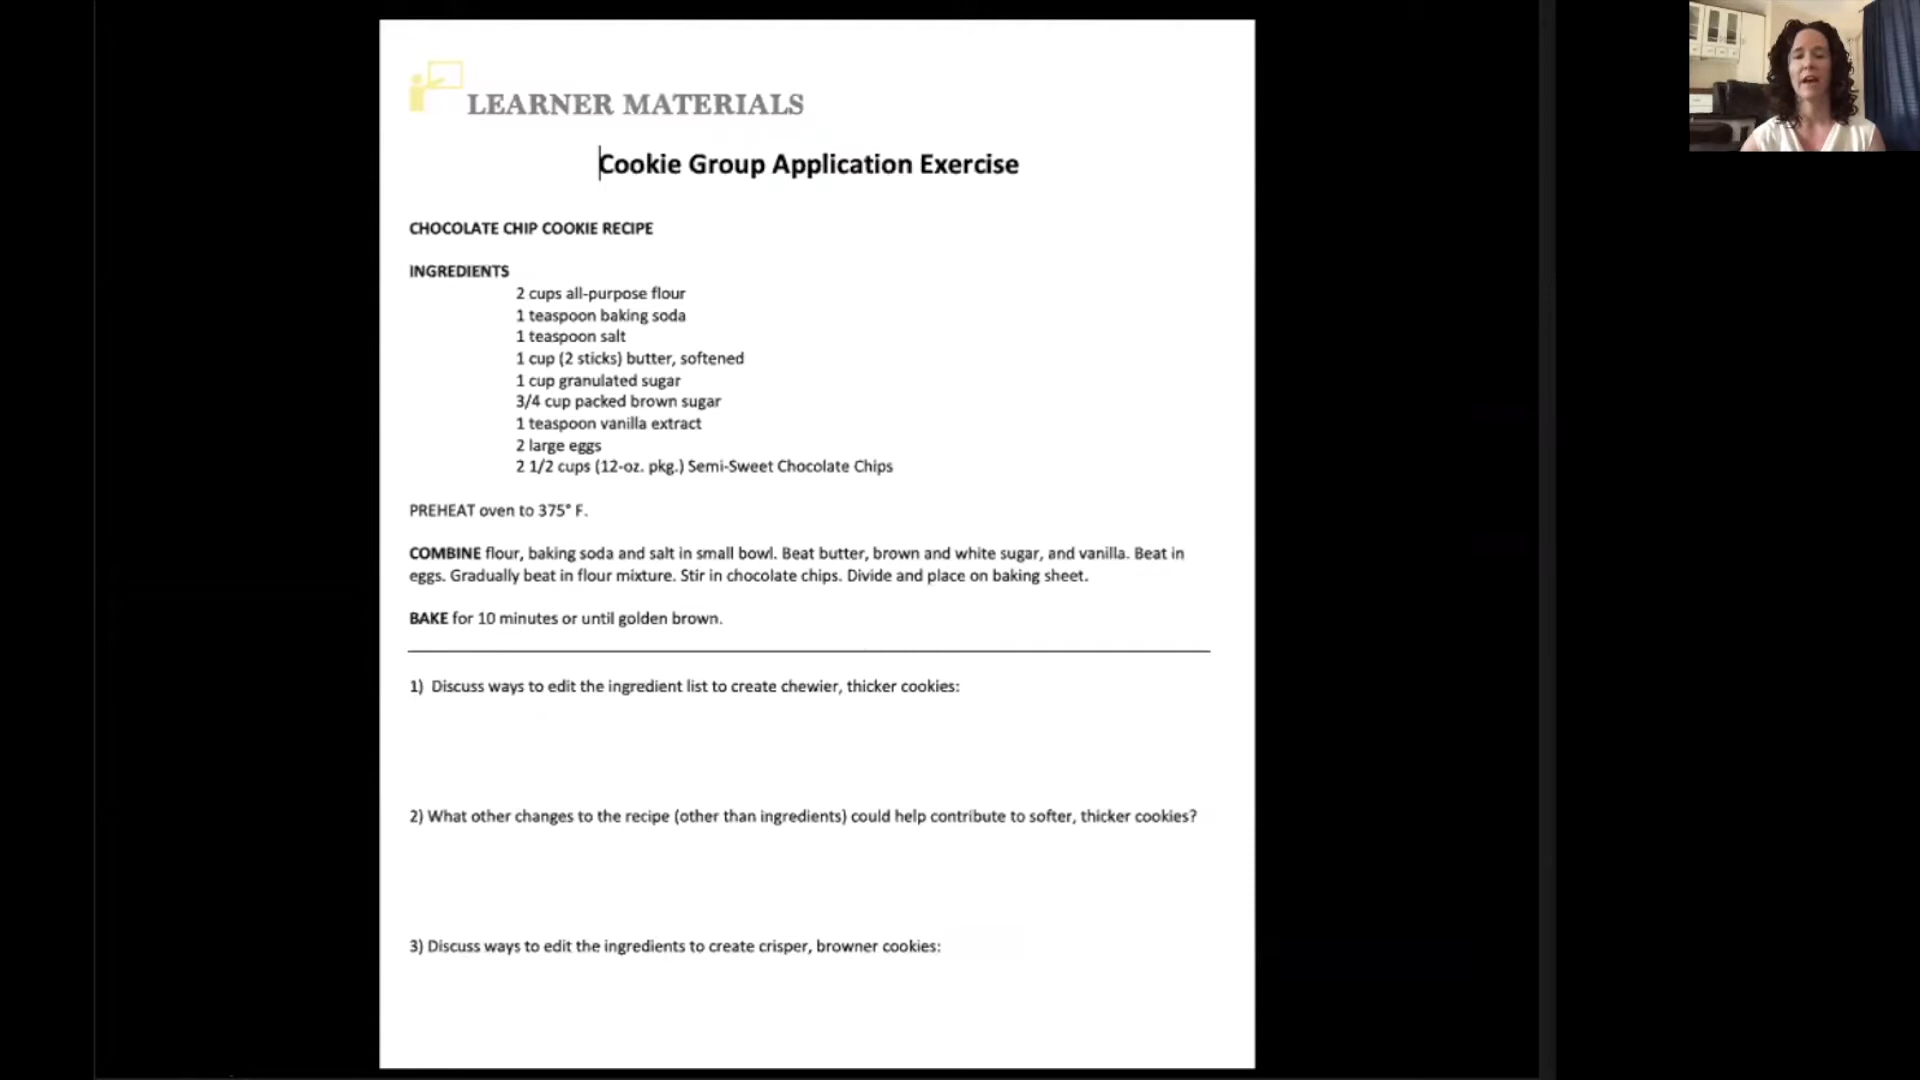 LEARNER MATERIALS
Cookie Group Application Exercise
CHOCOLATE CHIP COOKIE RECIPE
INGREDIENTS
2 cups all-purpose flour
1 teaspoon baking soda
1 teaspoon salt
1 cup (2 sticks) butter, softened
1 cup granulated sugar
3/4 cup packed brown sugar
1 teaspoon vanilla extract
2 large eggs
2 1/2 cups (12-oz. pkg.) Semi-Sweet Chocolate Chips
PREHEAT oven to 375° F.
COMBINE flour, baking soda and salt in small bowl. Beat butter, brown and white sugar, and vanilla. Beat in
eggs. Gradually beat in flour mixture. Stir in chocolate chips. Divide and place on baking sheet.
BAKE for 10 minutes or until golden brown.
1) Discuss ways to edit the ingredient list to create chewier, thicker cookies:
2) What other changes to the recipe (other than ingredients) could help contribute to softer, thicker cookies?
3) Discuss ways to edit the ingredients to create crisper, browner cookies: